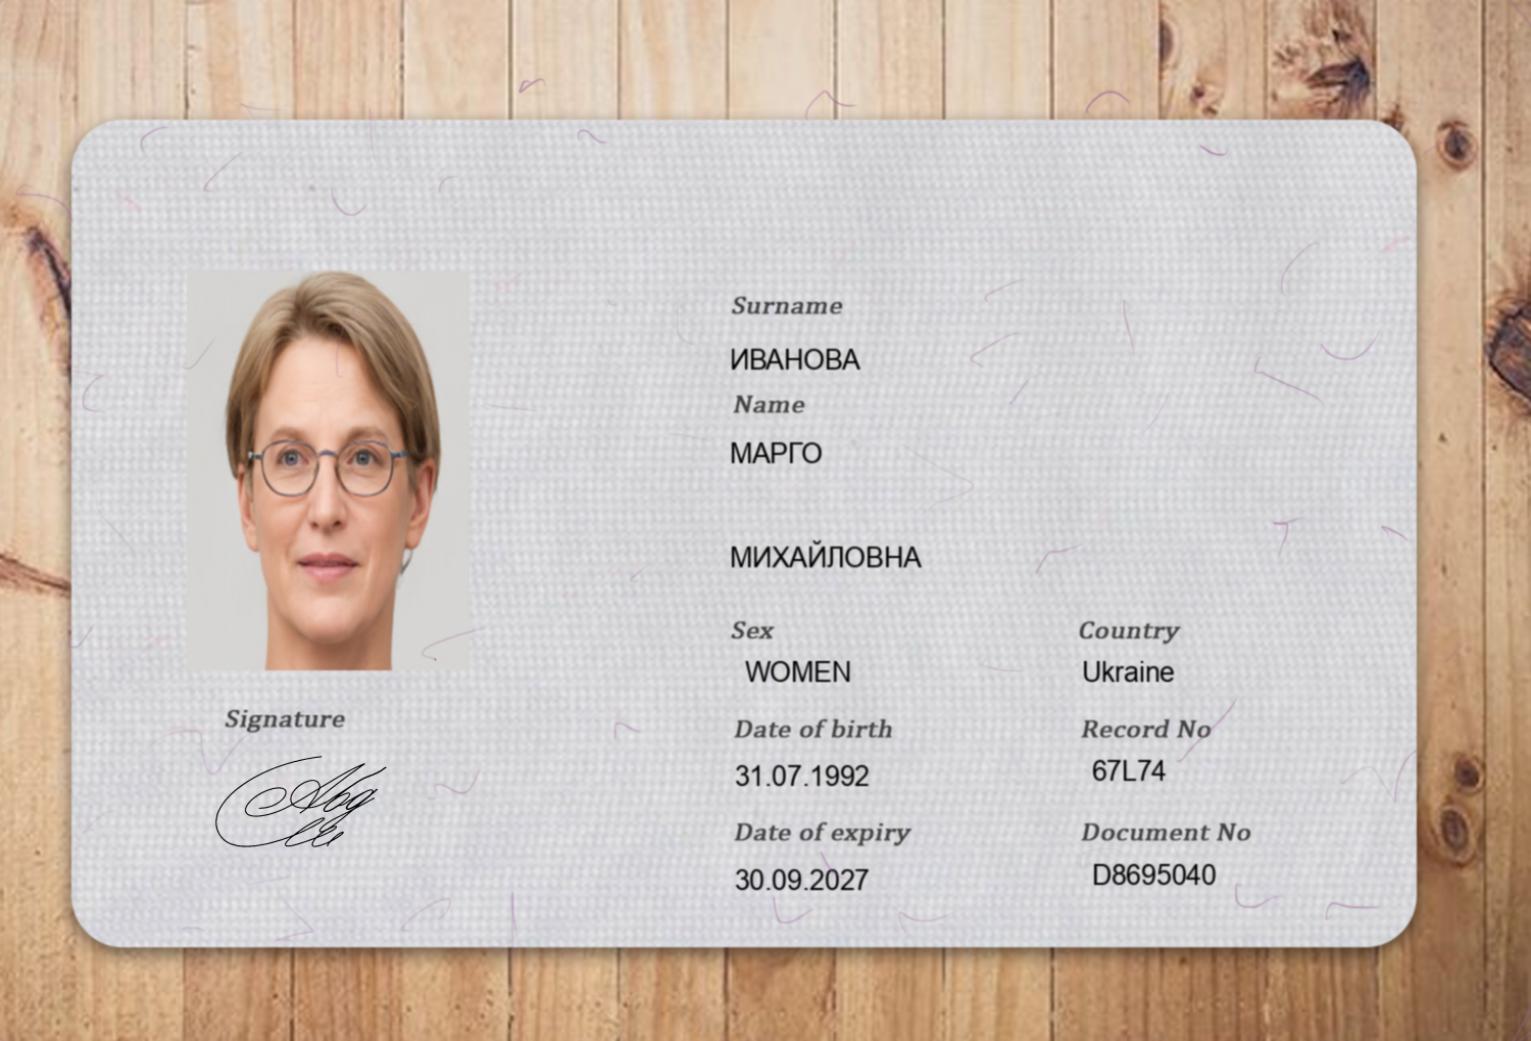 Surname
ИВАНОВА
Name
МАРГО
МИХАЙЛОВНА
Sex
WOMEN
Country
Ukraine
Date of birth
31.07.1992
Record No
67L74
Date of expiry
30.09.2027
Document No
D8695040
Signature